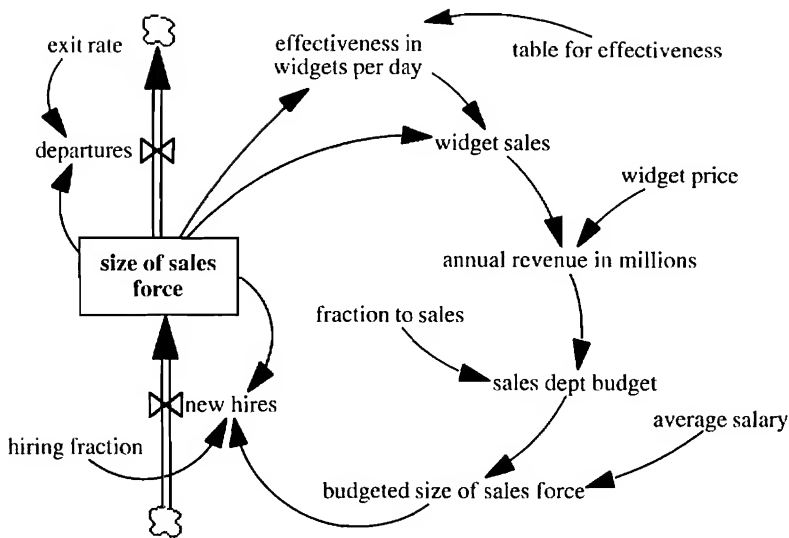 exit rate
effectiveness in
widgets per day
table for effectiveness
departures
widget sales
widget price
size of sales
force
annual revenue in millions
fraction to sales
sales dept budget
new hires
average salary
hiring fraction
budgeted size of sales force